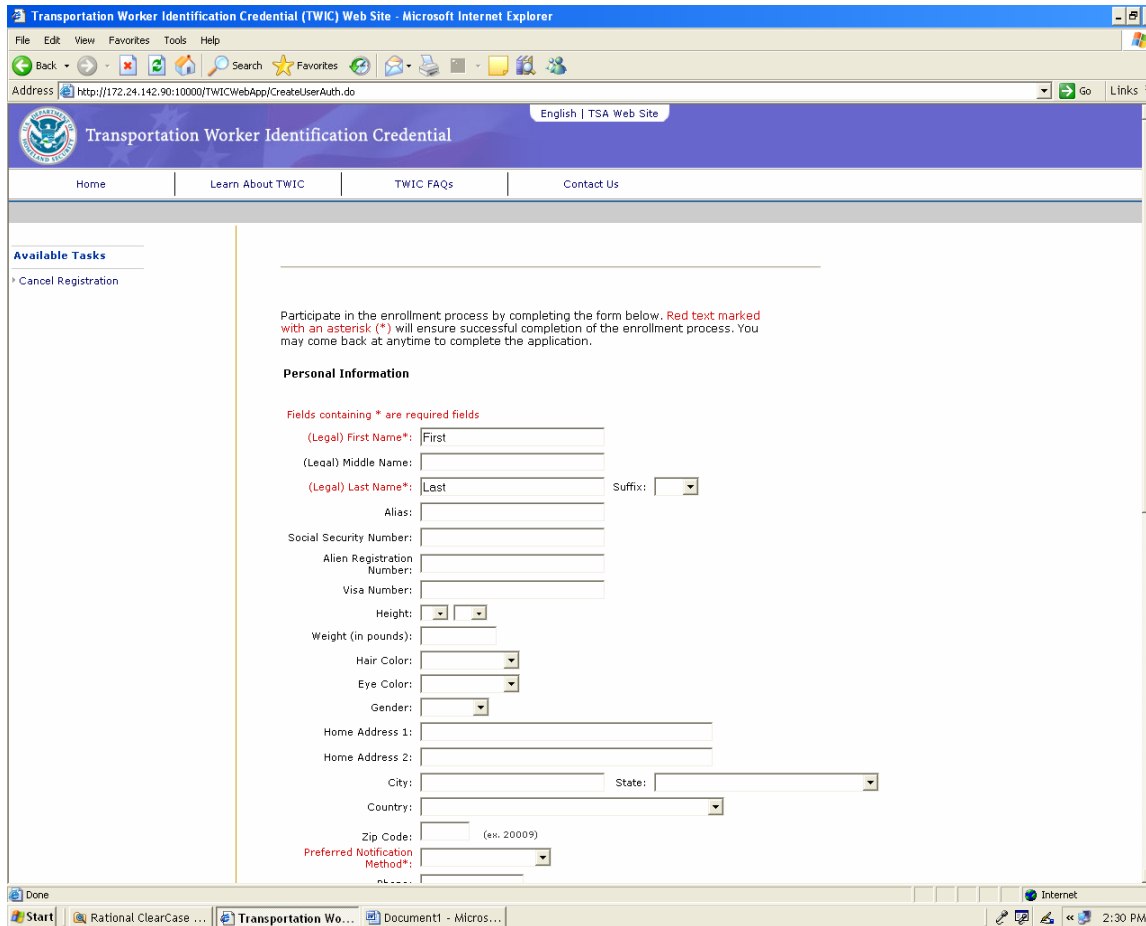 Transportation Worker Identification Credential (TWIC) Web Site - Microsoft Internet Explorer
File Edit View Favorites Tools Help
Back Search Favorites
Address http://172.24.142.90:10000/TWICWebApp/CreateUserAuth.do Go Links
English | TSA Web Site
U.S. DEPARTMENT OF HOMELAND SECURITY
Transportation Worker Identification Credential
Home Learn About TWIC TWIC FAQs Contact Us
Available Tasks
Cancel Registration
Participate in the enrollment process by completing the form below. Red text marked
with an asterisk (*) will ensure successful completion of the enrollment process. You
may come back at anytime to complete the application.
Personal Information
Fields containing * are required fields
(Legal) First Name*: First
(Legal) Middle Name:
(Legal) Last Name*: Last Suffix:
Alias:
Social Security Number:
Alien Registration
Number:
Visa Number:
Height:
Weight (in pounds):
Hair Color:
Eye Color:
Gender:
Home Address 1:
Home Address 2:
City: State:
Country:
Zip Code: (ex. 20009)
Preferred Notification
Method*:
Phone:
Done Internet
Start Rational ClearCase ... Transportation Wo... Document1 - Micros... 2:30 PM